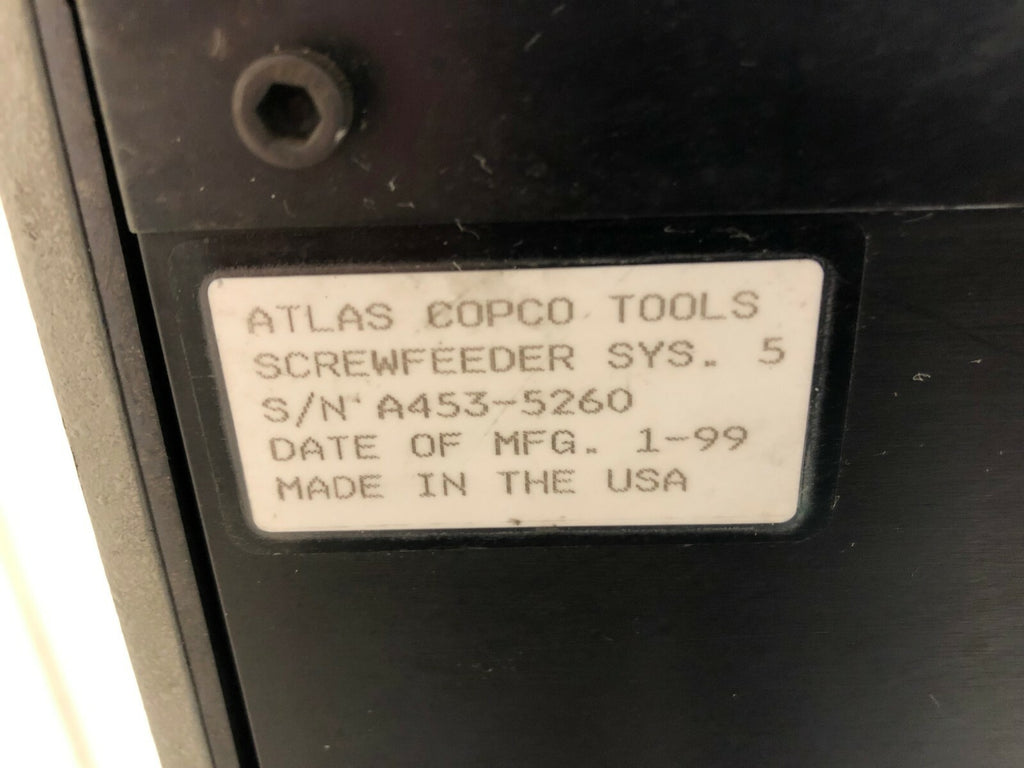 ATLAS COPCO TOOLS
SCREWFEEDER SYS. 5
S/N A453-5260
DATE OF MFG. 1-99
MADE IN THE USA